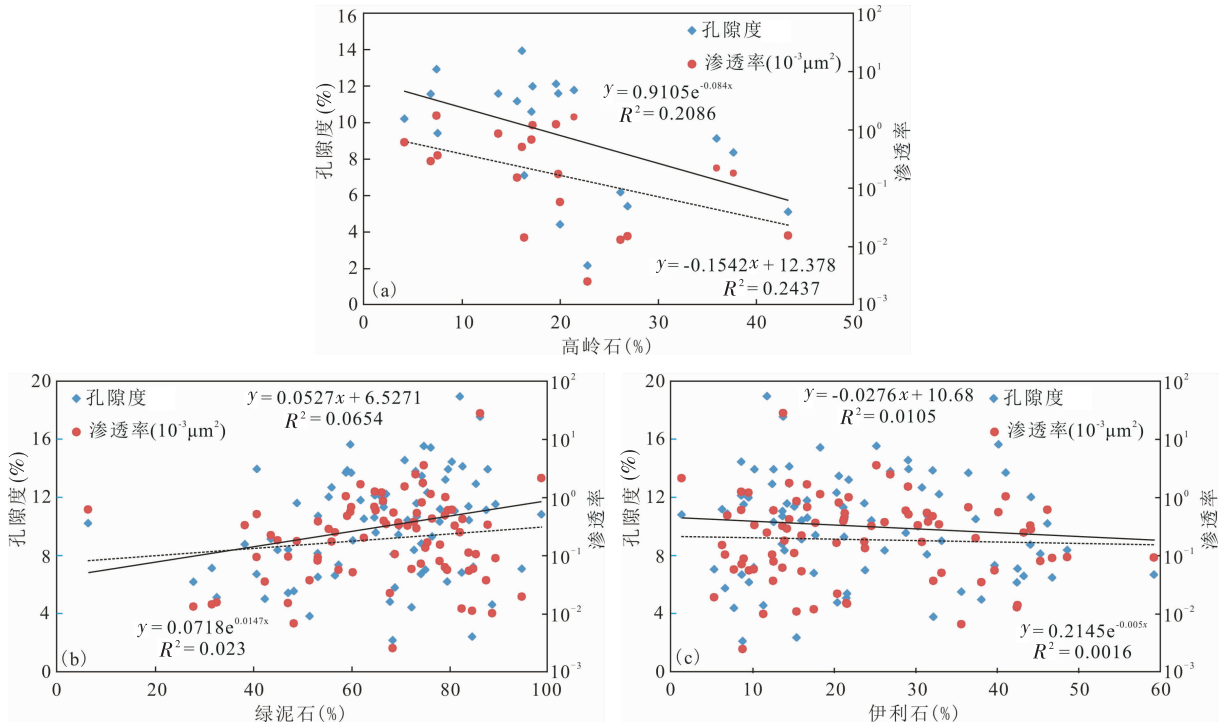 16
14
12
10
8
6
4
2
0
孔隙度(%)
孔隙度
渗透率(10⁻³μm²)
y = 0.9105e^-0.084x
R² = 0.2086
y = -0.1542x + 12.378
R² = 0.2437
(a)
10²
10¹
10⁰
10⁻¹
10⁻²
10⁻³
渗透率
0 10 20 30 40 50
高岭石(%)
20
16
12
8
4
0
孔隙度(%)
孔隙度
渗透率(10⁻³μm²)
y = 0.0527x + 6.5271
R² = 0.0654
y = 0.0718e^0.0147x
R² = 0.023
(b)
10²
10¹
10⁰
10⁻¹
10⁻²
10⁻³
渗透率
0 20 40 60 80 100
绿泥石(%)
20
16
12
8
4
0
孔隙度(%)
y = -0.0276x + 10.68
R² = 0.0105
孔隙度
渗透率(10⁻³μm²)
y = 0.2145e^-0.005x
R² = 0.0016
(c)
10²
10¹
10⁰
10⁻¹
10⁻²
10⁻³
渗透率
0 10 20 30 40 50 60
伊利石(%)